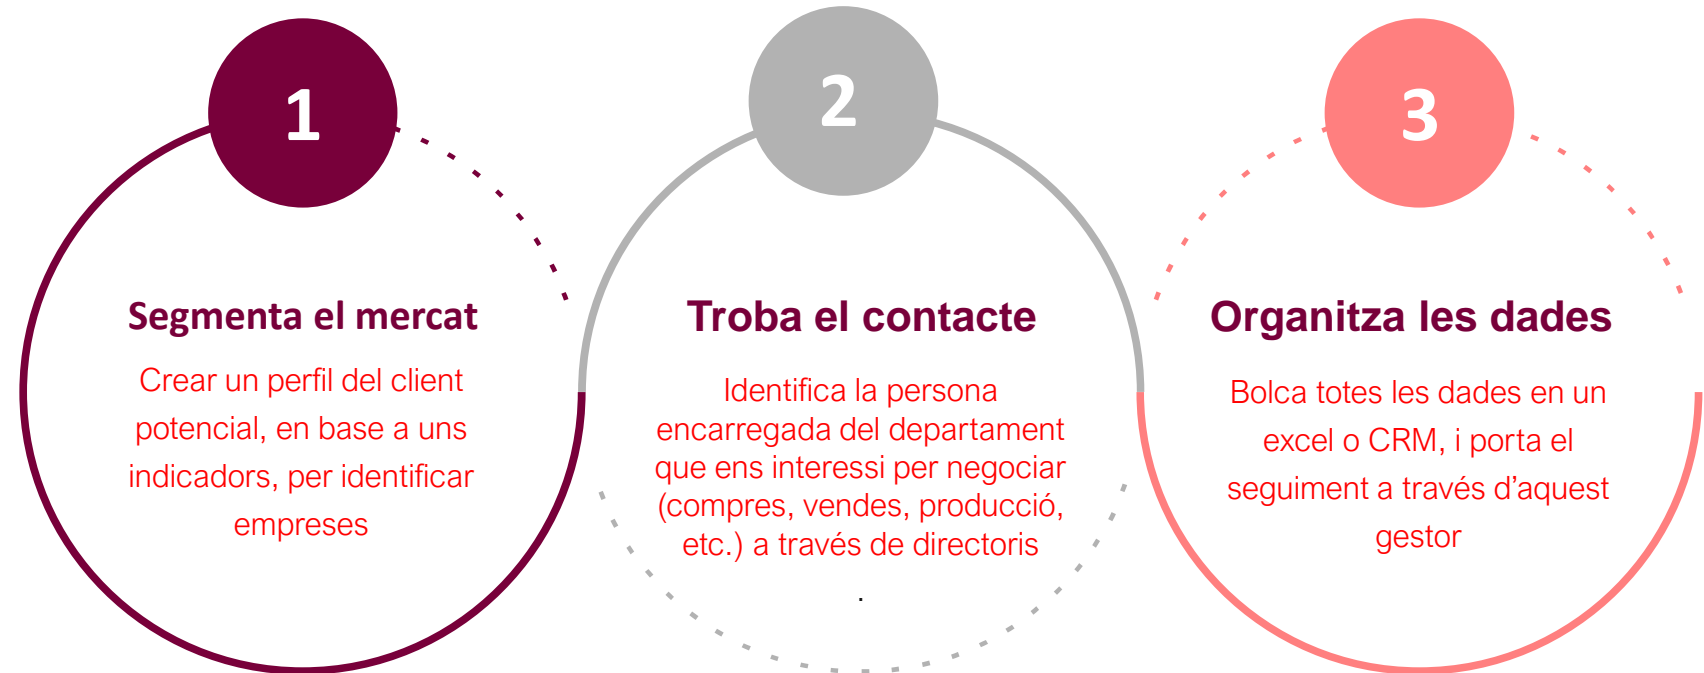 1
Segmenta el mercat
Crear un perfil del client
potencial, en base a uns
indicadors, per identificar
empreses
2
Troba el contacte
Identifica la persona
encarregada del departament
que ens interessi per negociar
(compres, vendes, producció,
etc.) a través de directoris
.
3
Organitza les dades
Bolca totes les dades en un
excel o CRM, i porta el
seguiment a través d’aquest
gestor